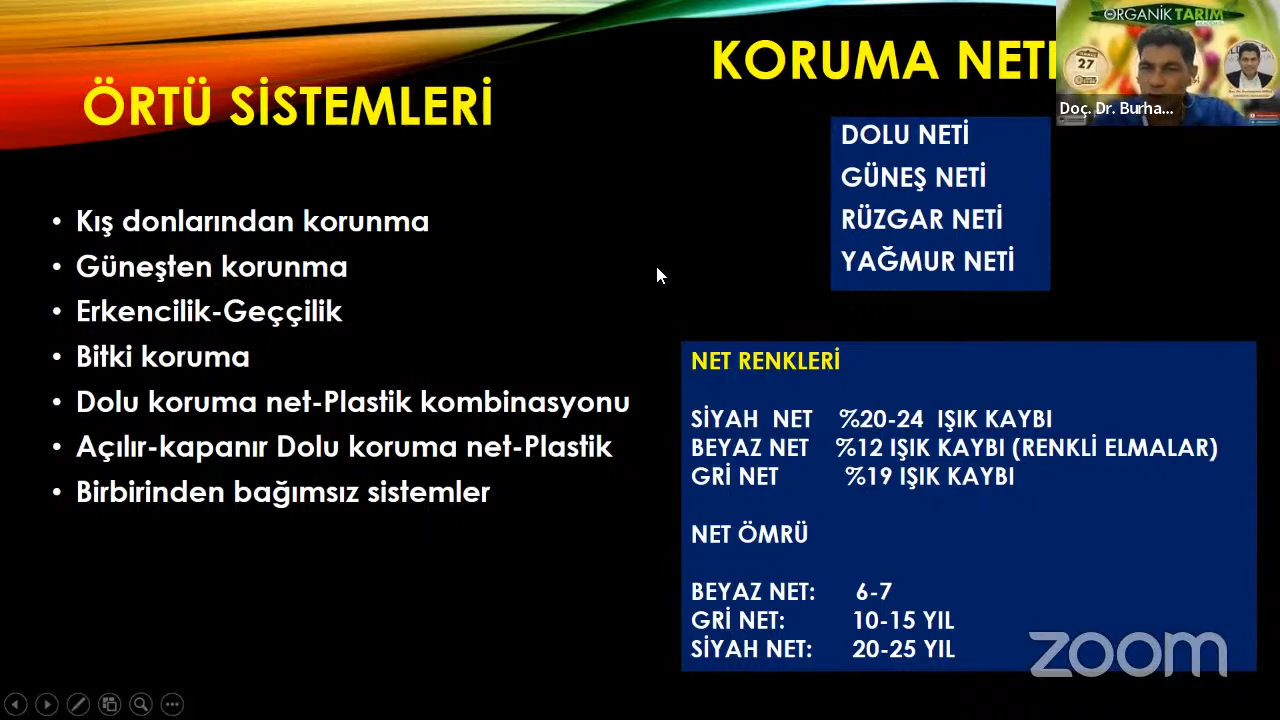 ÖRTÜ SİSTEMLERİ
• Kış donlarından korunma
• Güneşten korunma
• Erkencilik-Geççilik
• Bitki koruma
• Dolu koruma net-Plastik kombinasyonu
• Açılır-kapanır Dolu koruma net-Plastik
• Birbirinden bağımsız sistemler
KORUMA NETL
DOLU NETİ
GÜNEŞ NETİ
RÜZGAR NETİ
YAĞMUR NETİ
NET RENKLERİ
SİYAH NET %20-24 IŞIK KAYBI
BEYAZ NET %12 IŞIK KAYBI (RENKLİ ELMALAR)
GRİ NET %19 IŞIK KAYBI
NET ÖMRÜ
BEYAZ NET: 6-7
GRİ NET: 10-15 YIL
SİYAH NET: 20-25 YIL
ORGANİK TARIM
27
Doç. Dr. Burha...
zoom